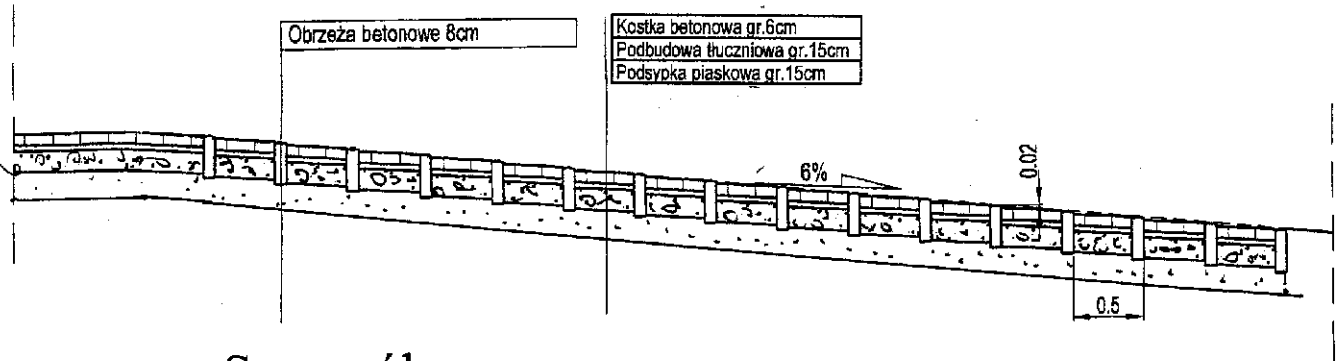 Obrzeża betonowe 8cm
Kostka betonowa gr.6cm
Podbudowa tłuczniowa gr.15cm
Podsypka piaskowa gr.15cm
6%
0.02
0.5